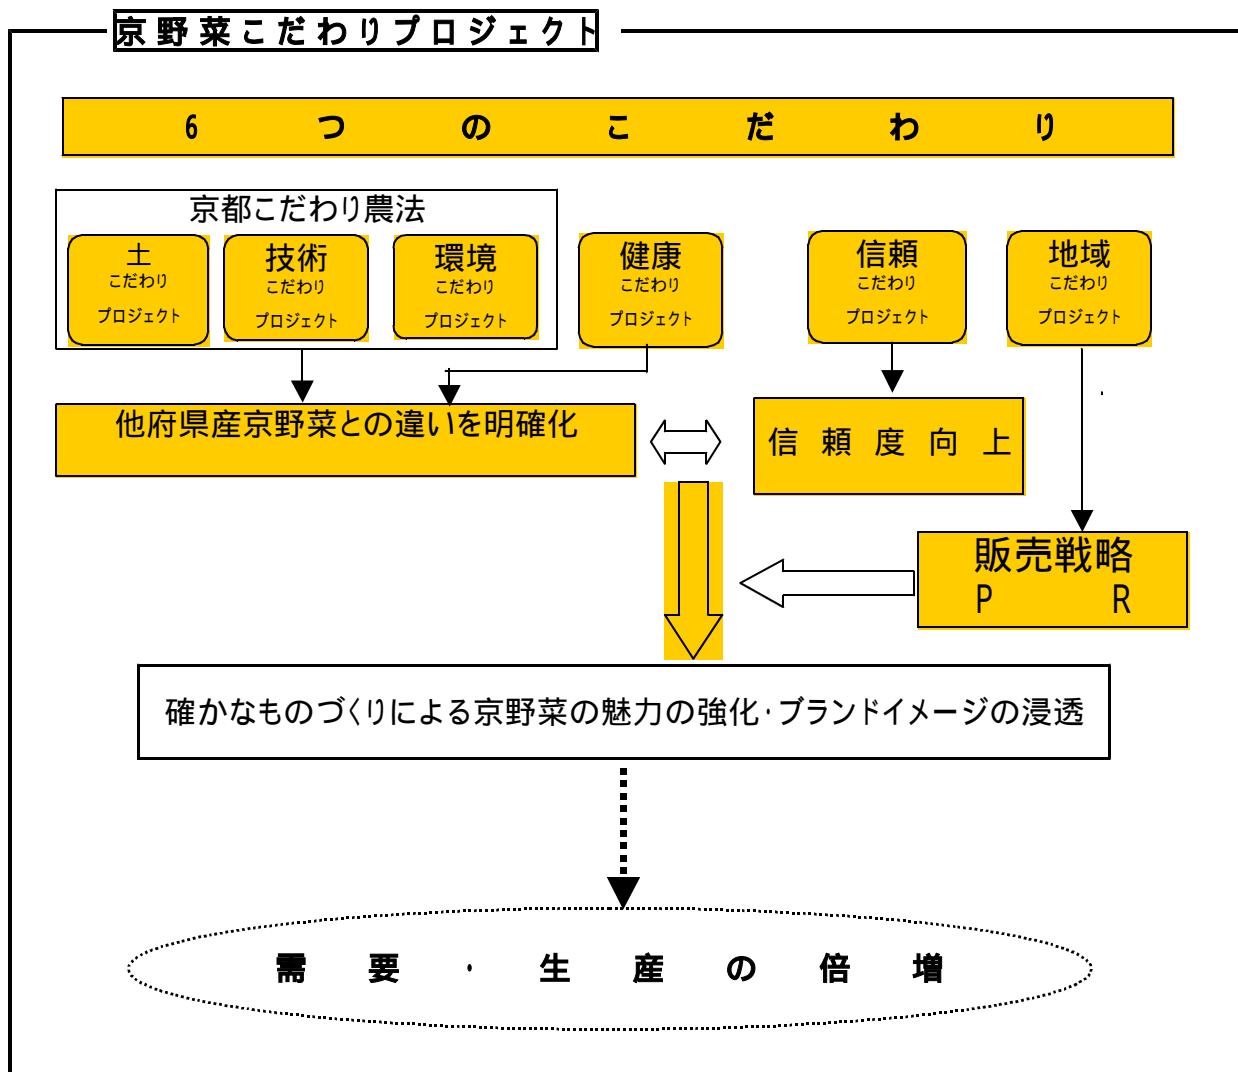 京野菜こだわりプロジェクト
6つのこだわり
京都こだわり農法
土
こだわり
プロジェクト
技術
こだわり
プロジェクト
環境
こだわり
プロジェクト
健康
こだわり
プロジェクト
信頼
こだわり
プロジェクト
地域
こだわり
プロジェクト
他府県産京野菜との違いを明確化
信頼度向上
販売戦略
P R
確かなものづくりによる京野菜の魅力の強化・ブランドイメージの浸透
需要・生産の倍増